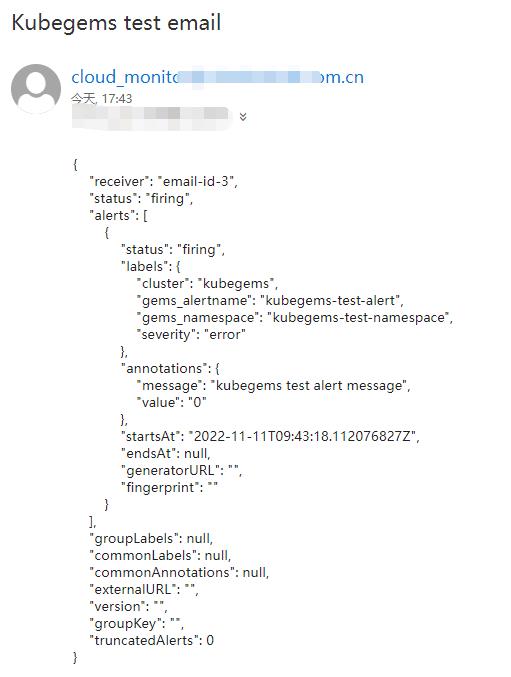 Kubegems test email
cloud_monitc om.cn
今天, 17:43
{
"receiver": "email-id-3",
"status": "firing",
"alerts": [
{
"status": "firing",
"labels": {
"cluster": "kubegems",
"gems_alertname": "kubegems-test-alert",
"gems_namespace": "kubegems-test-namespace",
"severity": "error"
},
"annotations": {
"message": "kubegems test alert message",
"value": "0"
},
"startsAt": "2022-11-11T09:43:18.112076827Z",
"endsAt": null,
"generatorURL": "",
"fingerprint": ""
}
],
"groupLabels": null,
"commonLabels": null,
"commonAnnotations": null,
"externalURL": "",
"version": "",
"groupKey": "",
"truncatedAlerts": 0
}